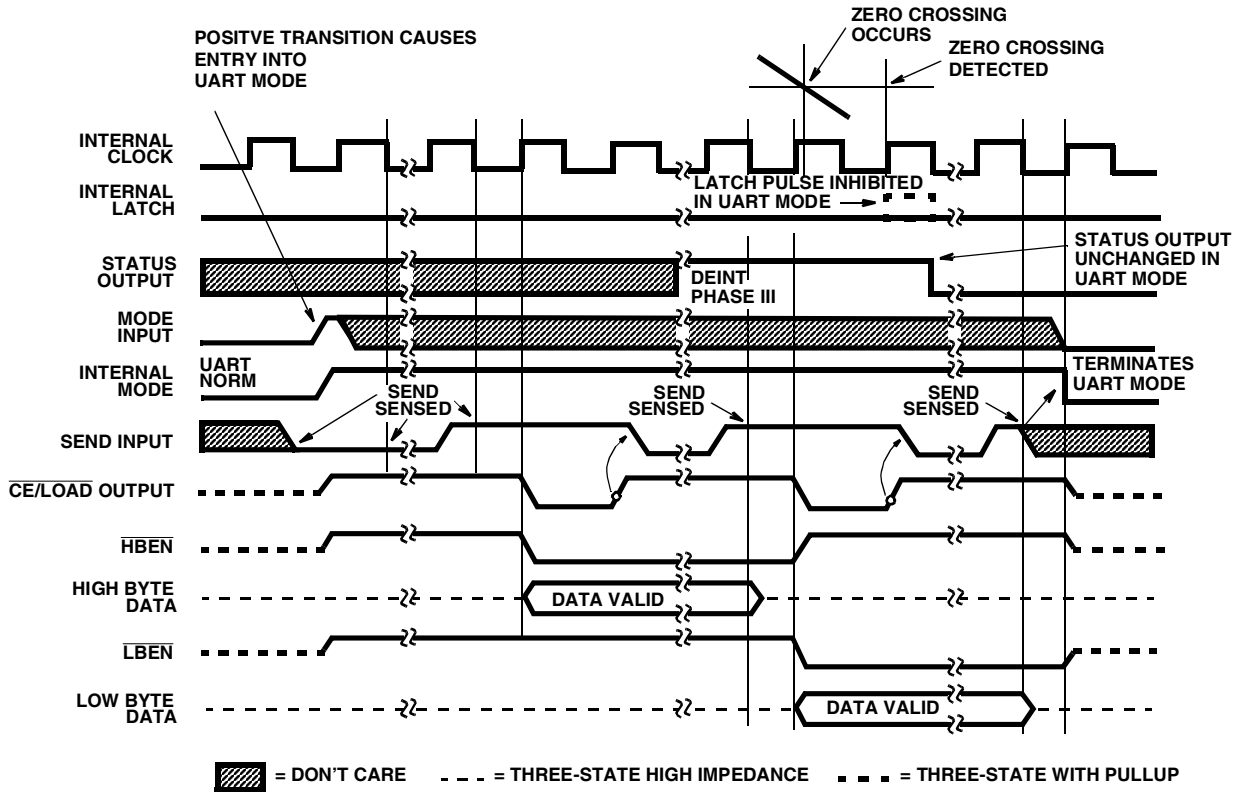 ZERO CROSSING
OCCURS
POSITVE TRANSITION CAUSES
ENTRY INTO
UART MODE
ZERO CROSSING
DETECTED
INTERNAL
CLOCK
INTERNAL
LATCH
LATCH PULSE INHIBITED
IN UART MODE
STATUS
OUTPUT
DEINT
PHASE III
STATUS OUTPUT
UNCHANGED IN
UART MODE
MODE
INPUT
INTERNAL
MODE
UART
NORM
TERMINATES
UART MODE
SEND
SENSED
SEND
SENSED
SEND
SENSED
SEND INPUT
CE/LOAD OUTPUT
HBEN
HIGH BYTE
DATA
DATA VALID
LBEN
LOW BYTE
DATA
DATA VALID
= DON'T CARE
= THREE-STATE HIGH IMPEDANCE
= THREE-STATE WITH PULLUP